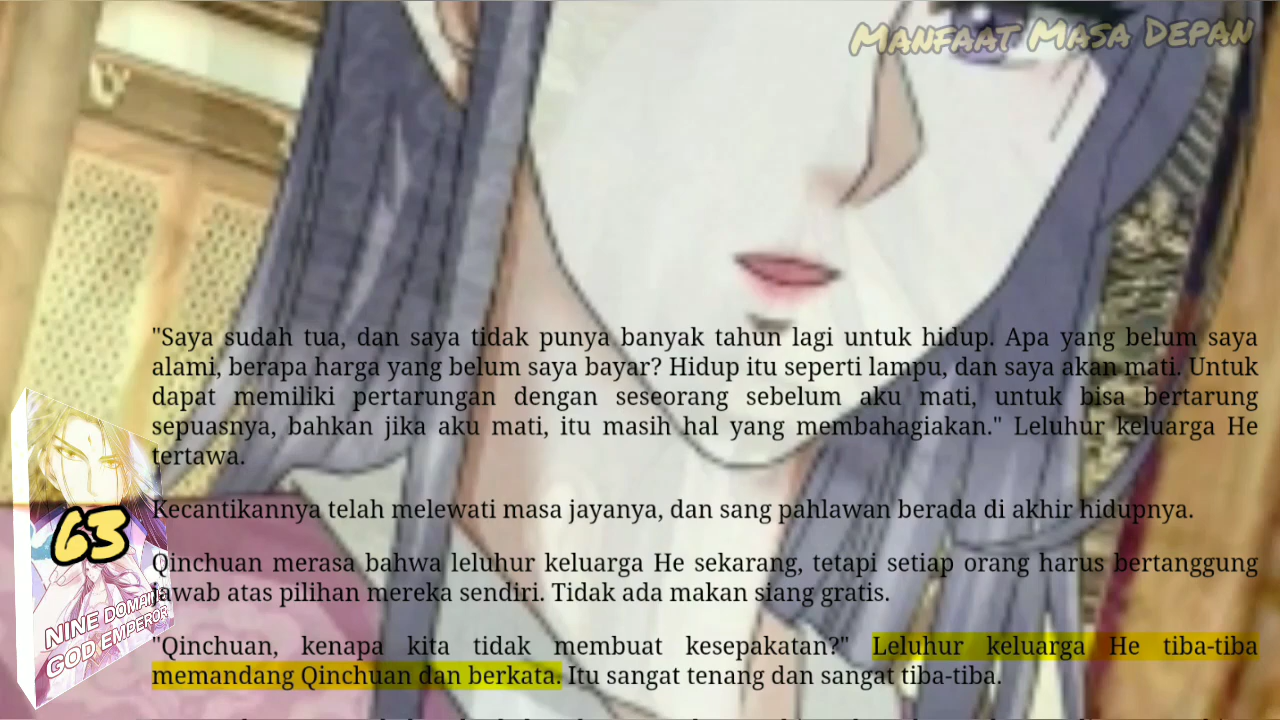 Manfaat Masa Depan
"Saya sudah tua, dan saya tidak punya banyak tahun lagi untuk hidup. Apa yang belum saya
alami, berapa harga yang belum saya bayar? Hidup itu seperti lampu, dan saya akan mati. Untuk
dapat memiliki pertarungan dengan seseorang sebelum aku mati, untuk bisa bertarung
sepuasnya, bahkan jika aku mati, itu masih hal yang membahagiakan." Leluhur keluarga He
tertawa.
Kecantikannya telah melewati masa jayanya, dan sang pahlawan berada di akhir hidupnya.
Qinchuan merasa bahwa leluhur keluarga He sekarang, tetapi setiap orang harus bertanggung
jawab atas pilihan mereka sendiri. Tidak ada makan siang gratis.
"Qinchuan, kenapa kita tidak membuat kesepakatan?" Leluhur keluarga He tiba-tiba
memandang Qinchuan dan berkata. Itu sangat tenang dan sangat tiba-tiba.
63
NINE DOMAIN
GOD EMPEROR